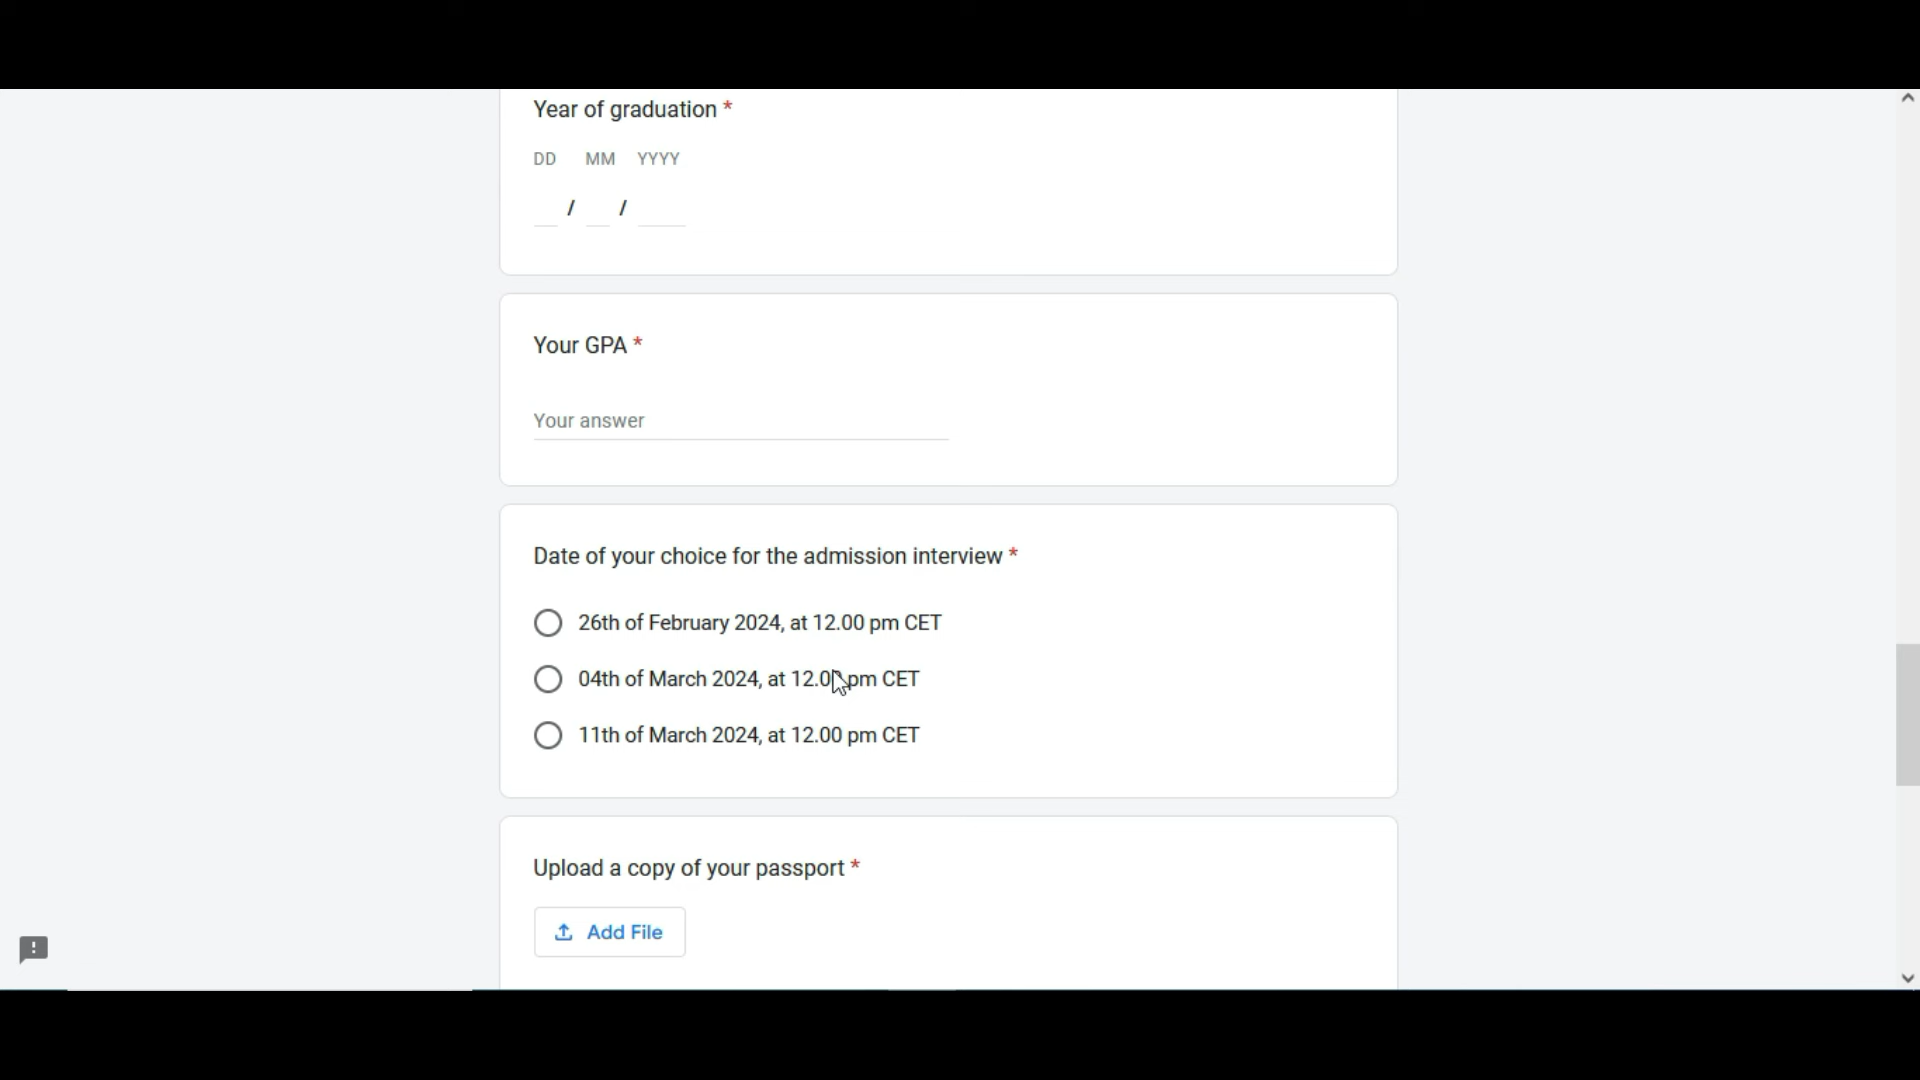 Year of graduation *
DD MM YYYY
/ /
Your GPA *
Your answer
Date of your choice for the admission interview *
26th of February 2024, at 12.00 pm CET
04th of March 2024, at 12.00 pm CET
11th of March 2024, at 12.00 pm CET
Upload a copy of your passport *
Add File